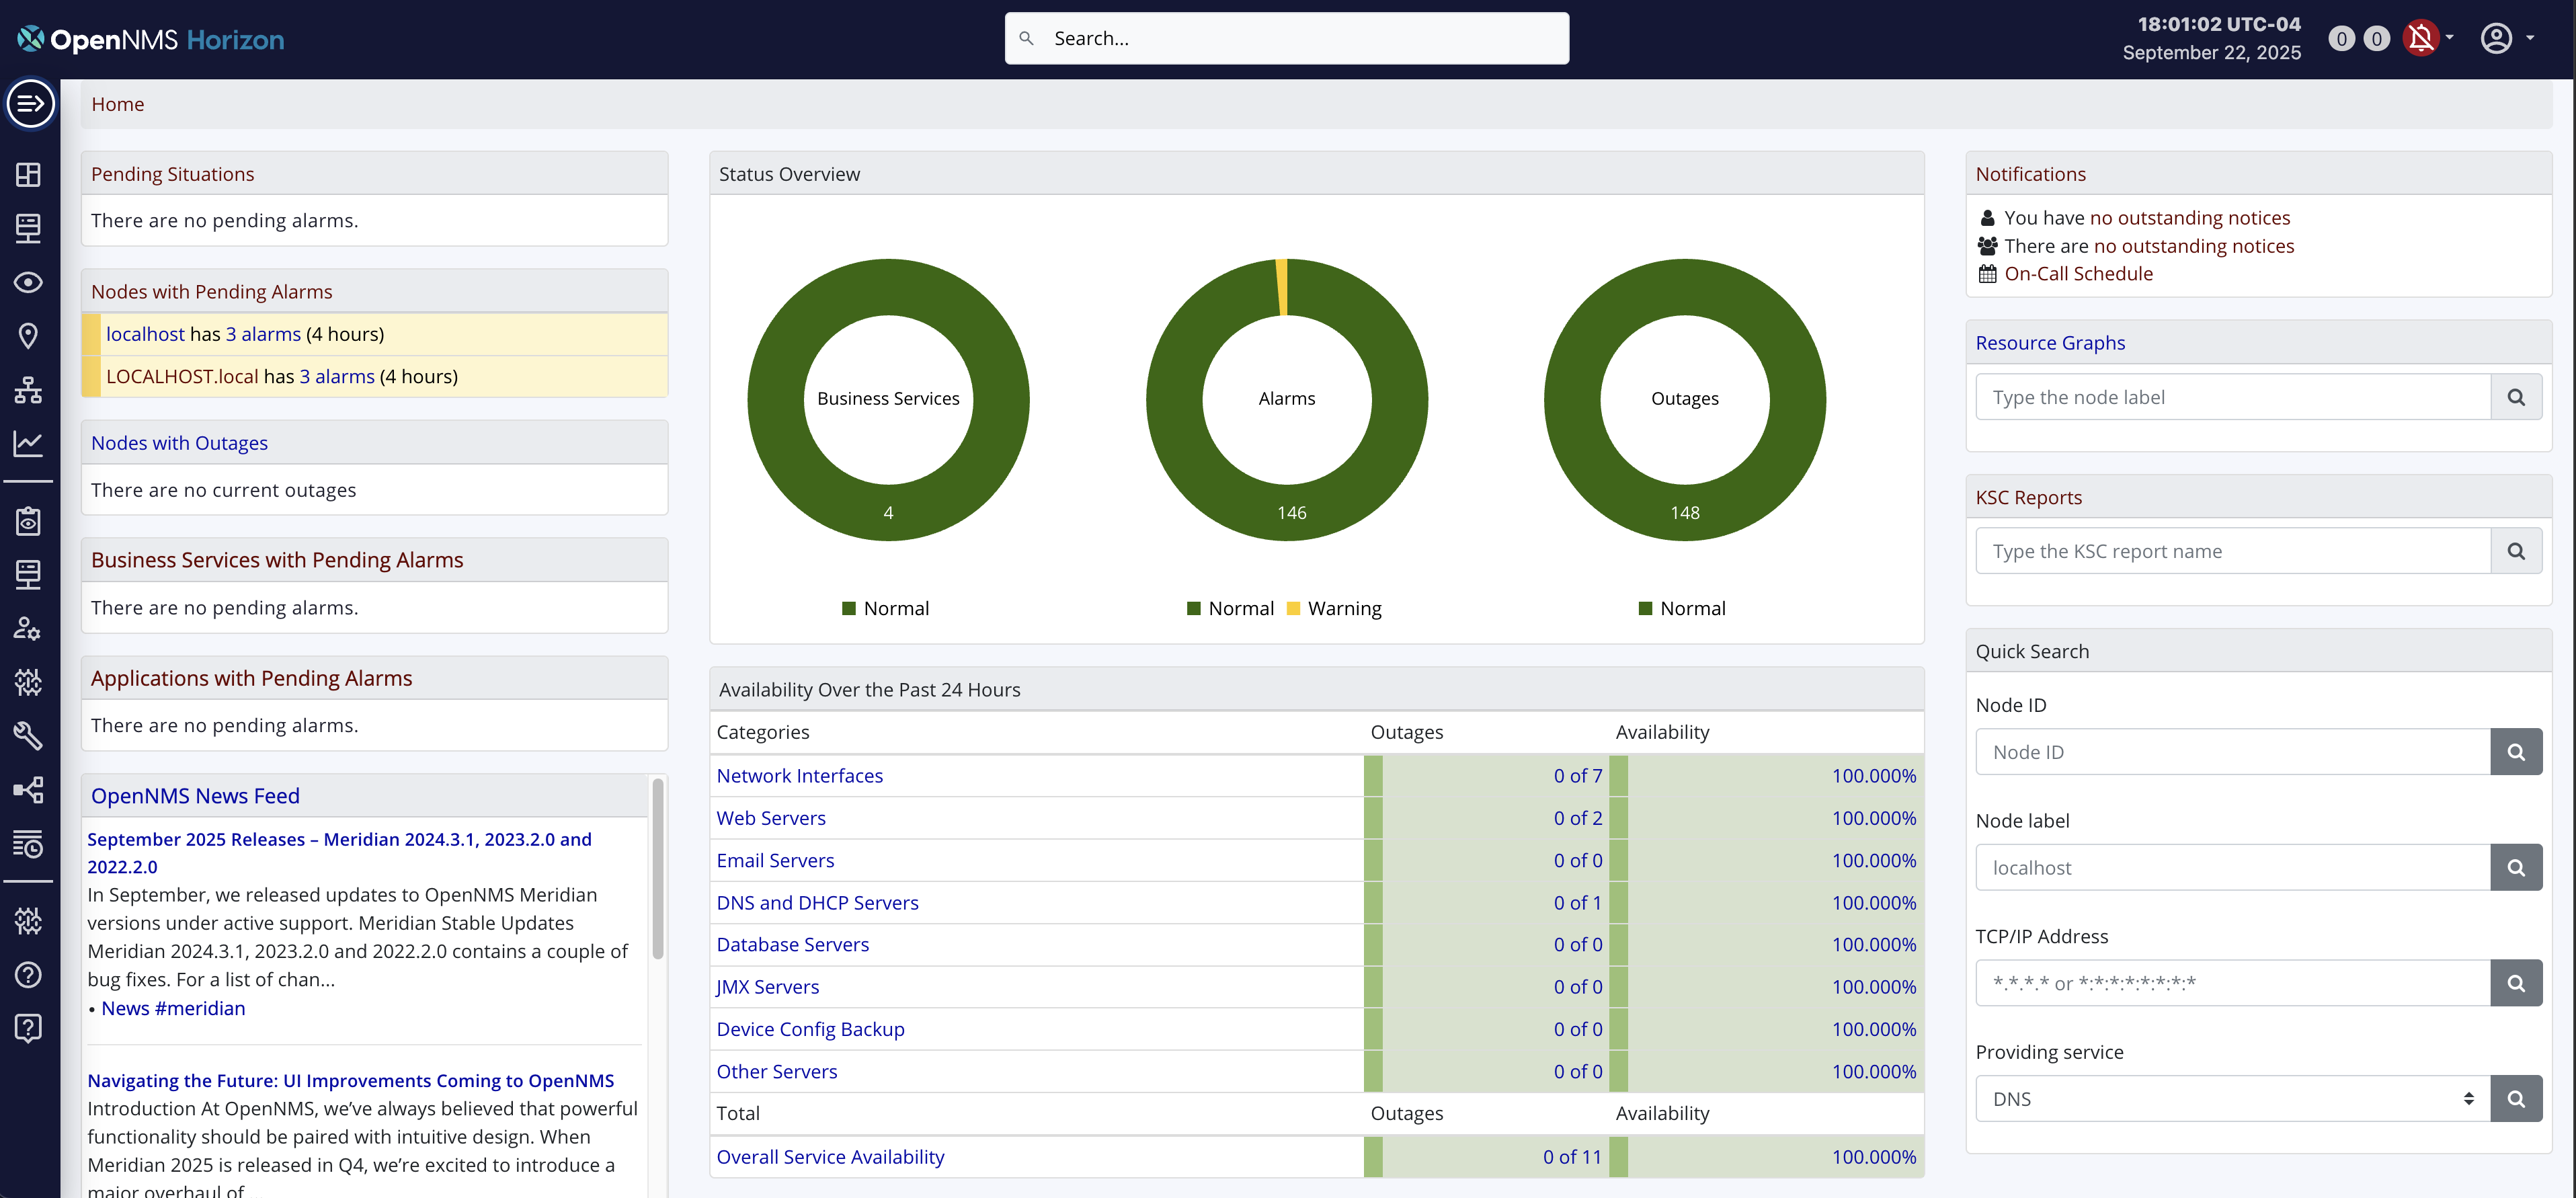 OpenNMS Horizon
Search...
18:01:02 UTC-04
September 22, 2025
0 0
Home
Pending Situations
There are no pending alarms.
Nodes with Pending Alarms
localhost has 3 alarms (4 hours)
LOCALHOST.local has 3 alarms (4 hours)
Nodes with Outages
There are no current outages
Business Services with Pending Alarms
There are no pending alarms.
Applications with Pending Alarms
There are no pending alarms.
OpenNMS News Feed
September 2025 Releases – Meridian 2024.3.1, 2023.2.0 and
2022.2.0
In September, we released updates to OpenNMS Meridian
versions under active support. Meridian Stable Updates
Meridian 2024.3.1, 2023.2.0 and 2022.2.0 contains a couple of
bug fixes. For a list of chan...
• News #meridian
Navigating the Future: UI Improvements Coming to OpenNMS
Introduction At OpenNMS, we’ve always believed that powerful
functionality should be paired with intuitive design. When
Meridian 2025 is released in Q4, we’re excited to introduce a
major overhaul of...
Status Overview
Business Services
4
Normal
Alarms
146
Normal Warning
Outages
148
Normal
Availability Over the Past 24 Hours
Categories Outages Availability
Network Interfaces 0 of 7 100.000%
Web Servers 0 of 2 100.000%
Email Servers 0 of 0 100.000%
DNS and DHCP Servers 0 of 1 100.000%
Database Servers 0 of 0 100.000%
JMX Servers 0 of 0 100.000%
Device Config Backup 0 of 0 100.000%
Other Servers 0 of 0 100.000%
Total Outages Availability
Overall Service Availability 0 of 11 100.000%
Notifications
You have no outstanding notices
There are no outstanding notices
On-Call Schedule
Resource Graphs
Type the node label
KSC Reports
Type the KSC report name
Quick Search
Node ID
Node ID
Node label
localhost
TCP/IP Address
*.*.*.* or *:*:*:*:*:*:*:*
Providing service
DNS